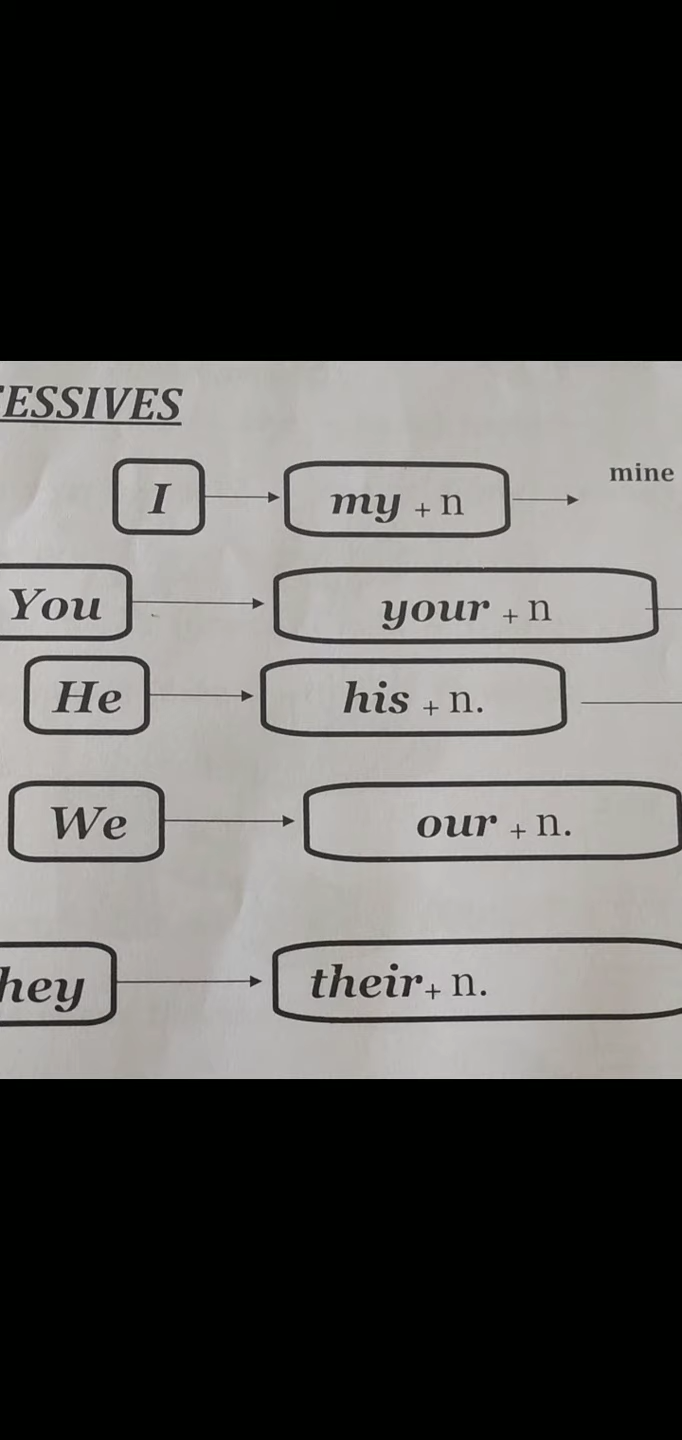 ESSIVES
I my + n mine
You your + n
He his + n.
We our + n.
hey their+ n.